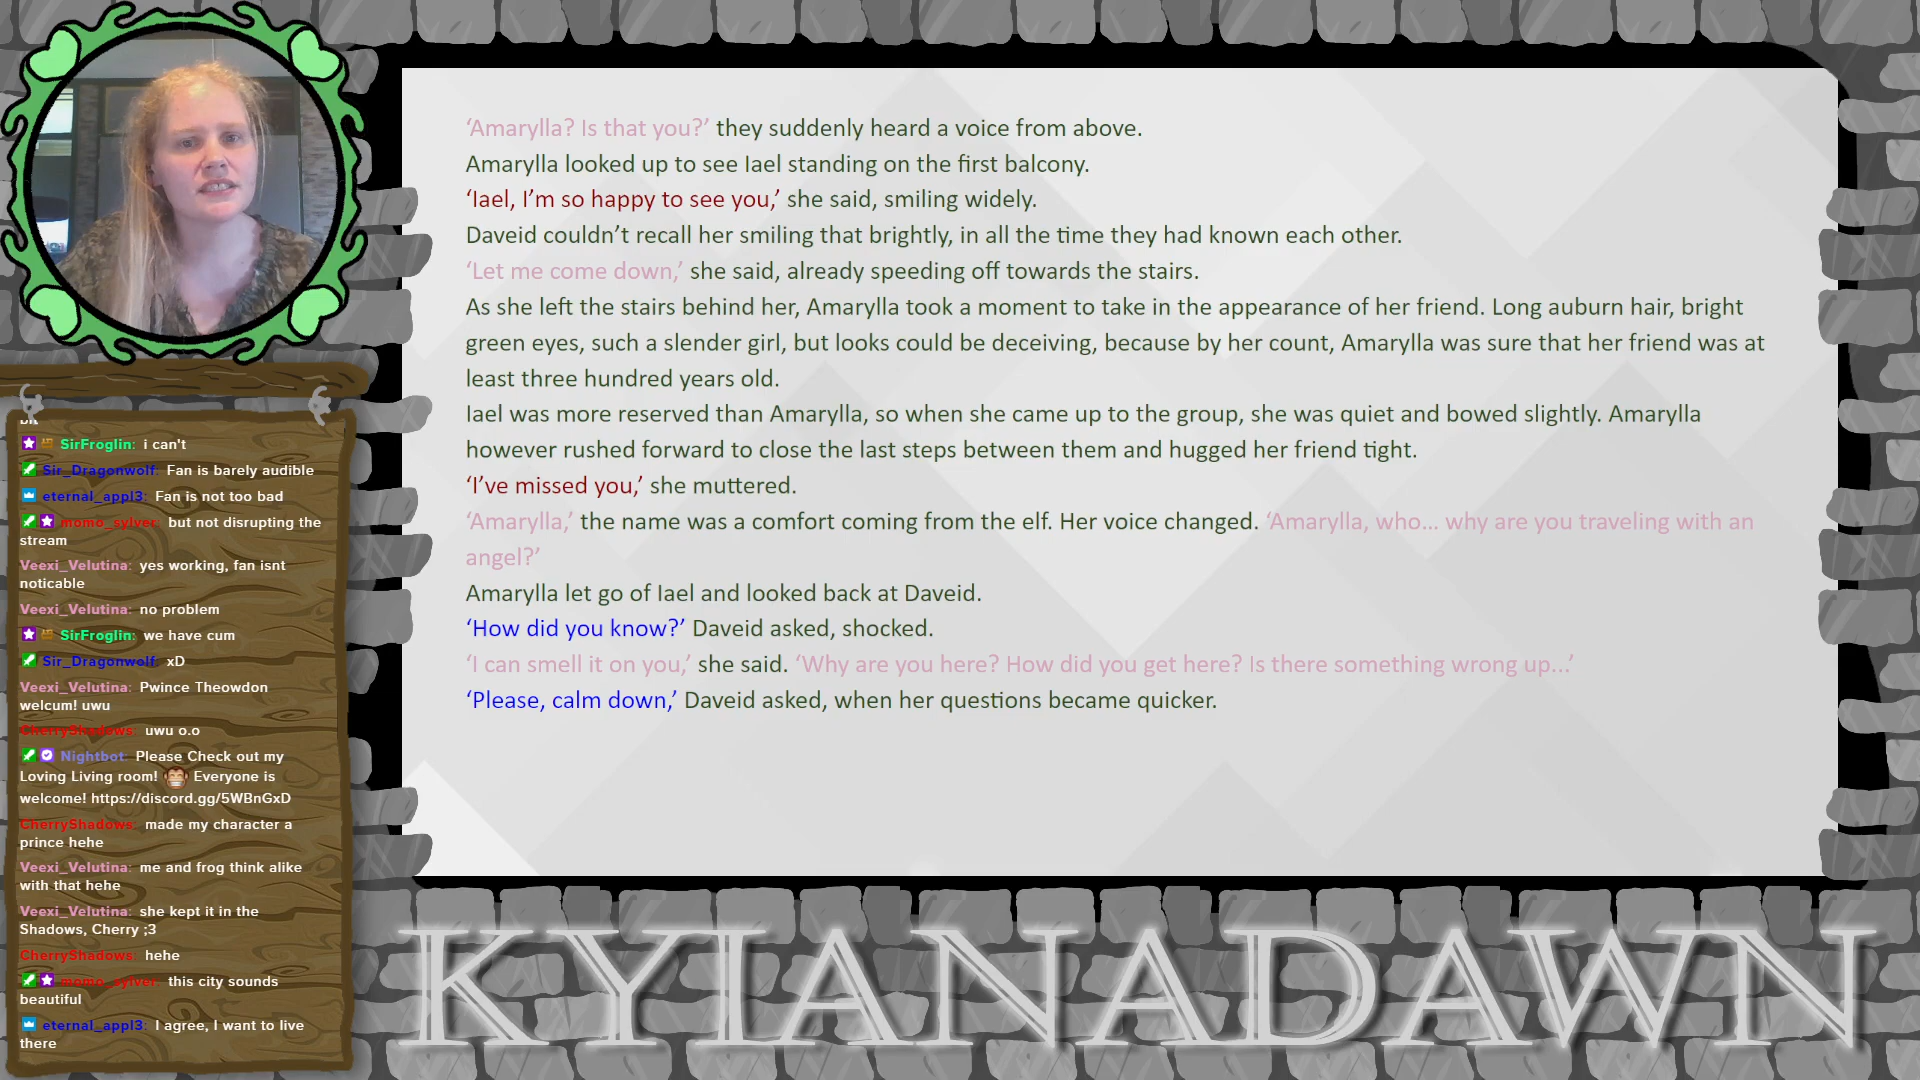 ‘Amarylla? Is that you?’ they suddenly heard a voice from above.
Amarylla looked up to see Iael standing on the first balcony.
‘Iael, I’m so happy to see you,’ she said, smiling widely.
Daveid couldn’t recall her smiling that brightly, in all the time they had known each other.
‘Let me come down,’ she said, already speeding off towards the stairs.
As she left the stairs behind her, Amarylla took a moment to take in the appearance of her friend. Long auburn hair, bright
green eyes, such a slender girl, but looks could be deceiving, because by her count, Amarylla was sure that her friend was at
least three hundred years old.
Iael was more reserved than Amarylla, so when she came up to the group, she was quiet and bowed slightly. Amarylla
however rushed forward to close the last steps between them and hugged her friend tight.
‘I’ve missed you,’ she muttered.
‘Amarylla,’ the name was a comfort coming from the elf. Her voice changed. ‘Amarylla, who... why are you traveling with an
angel?’
Amarylla let go of Iael and looked back at Daveid.
‘How did you know?’ Daveid asked, shocked.
‘I can smell it on you,’ she said. ‘Why are you here? How did you get here? Is there something wrong up...’
‘Please, calm down,’ Daveid asked, when her questions became quicker.
SirFroglin: i can't
Sir_Dragonwolf: Fan is barely audible
eternal_appl3: Fan is not too bad
momo_sylver: but not disrupting the
stream
Veexi_Velutina: yes working, fan isnt
noticable
Veexi_Velutina: no problem
SirFroglin: we have cum
Sir_Dragonwolf: xD
Veexi_Velutina: Pwince Theowdon
welcum! uwu
CherryShadows: uwu o.o
Nightbot: Please Check out my
Loving Living room! Everyone is
welcome! https://discord.gg/5WBnGxD
CherryShadows: made my character a
prince hehe
Veexi_Velutina: me and frog think alike
with that hehe
Veexi_Velutina: she kept it in the
Shadows, Cherry ;3
CherryShadows: hehe
momo_sylver: this city sounds
beautiful
eternal_appl3: I agree, I want to live
there
KYIANADAWN